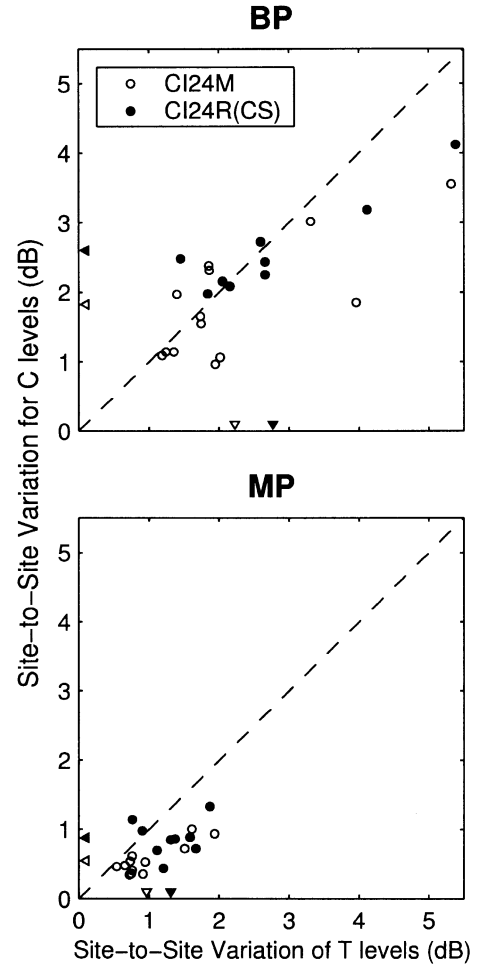 BP
CI24M
CI24R(CS)
5
4
3
2
1
0
MP
5
4
3
2
1
0
0 1 2 3 4 5
Site-to-Site Variation of T levels (dB)
Site-to-Site Variation for C levels (dB)